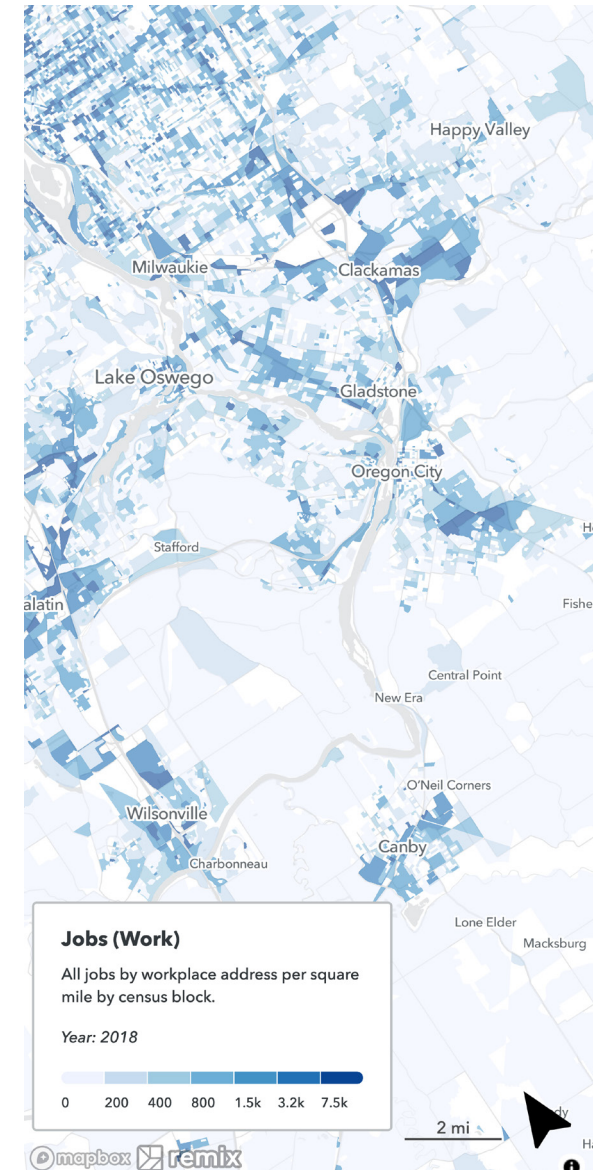 Happy Valley
Milwaukie
Clackamas
Lake Oswego
Gladstone
Oregon City
Stafford
alatin
Fishe
Central Point
New Era
O'Neil Corners
Wilsonville
Canby
Charbonneau
Lone Elder
Macksburg
Jobs (Work)
All jobs by workplace address per square
mile by census block.
Year: 2018
0 200 400 800 1.5k 3.2k 7.5k
2 mi
dy
mapbox remix